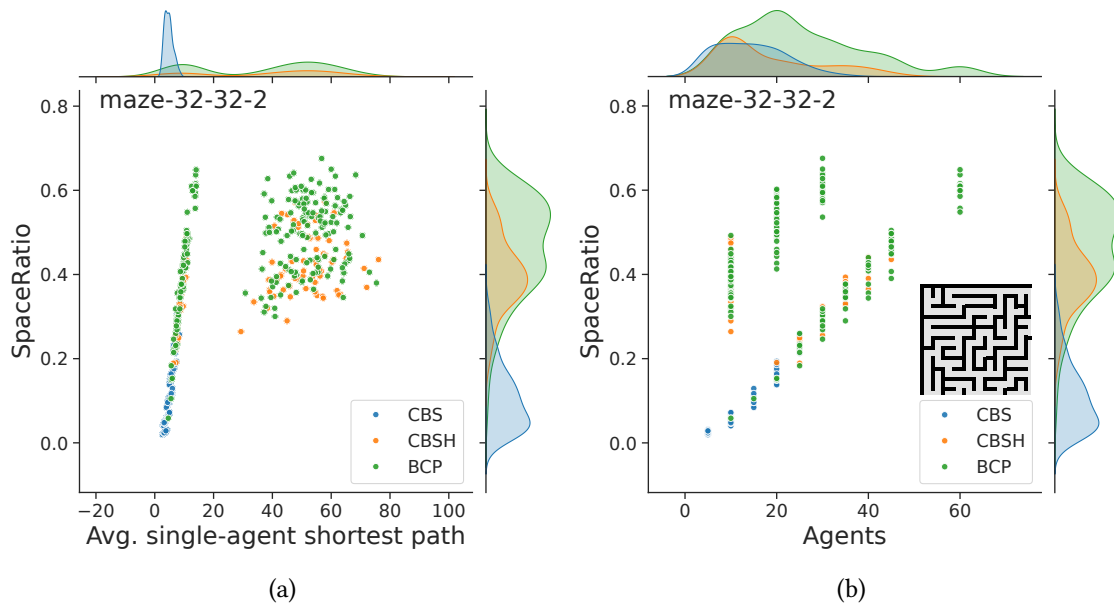 maze-32-32-2
SpaceRatio
0.8
0.6
0.4
0.2
0.0
CBS
CBSH
BCP
−20 0 20 40 60 80 100
Avg. single-agent shortest path
(a)
maze-32-32-2
SpaceRatio
0.8
0.6
0.4
0.2
0.0
CBS
CBSH
BCP
0 20 40 60
Agents
(b)